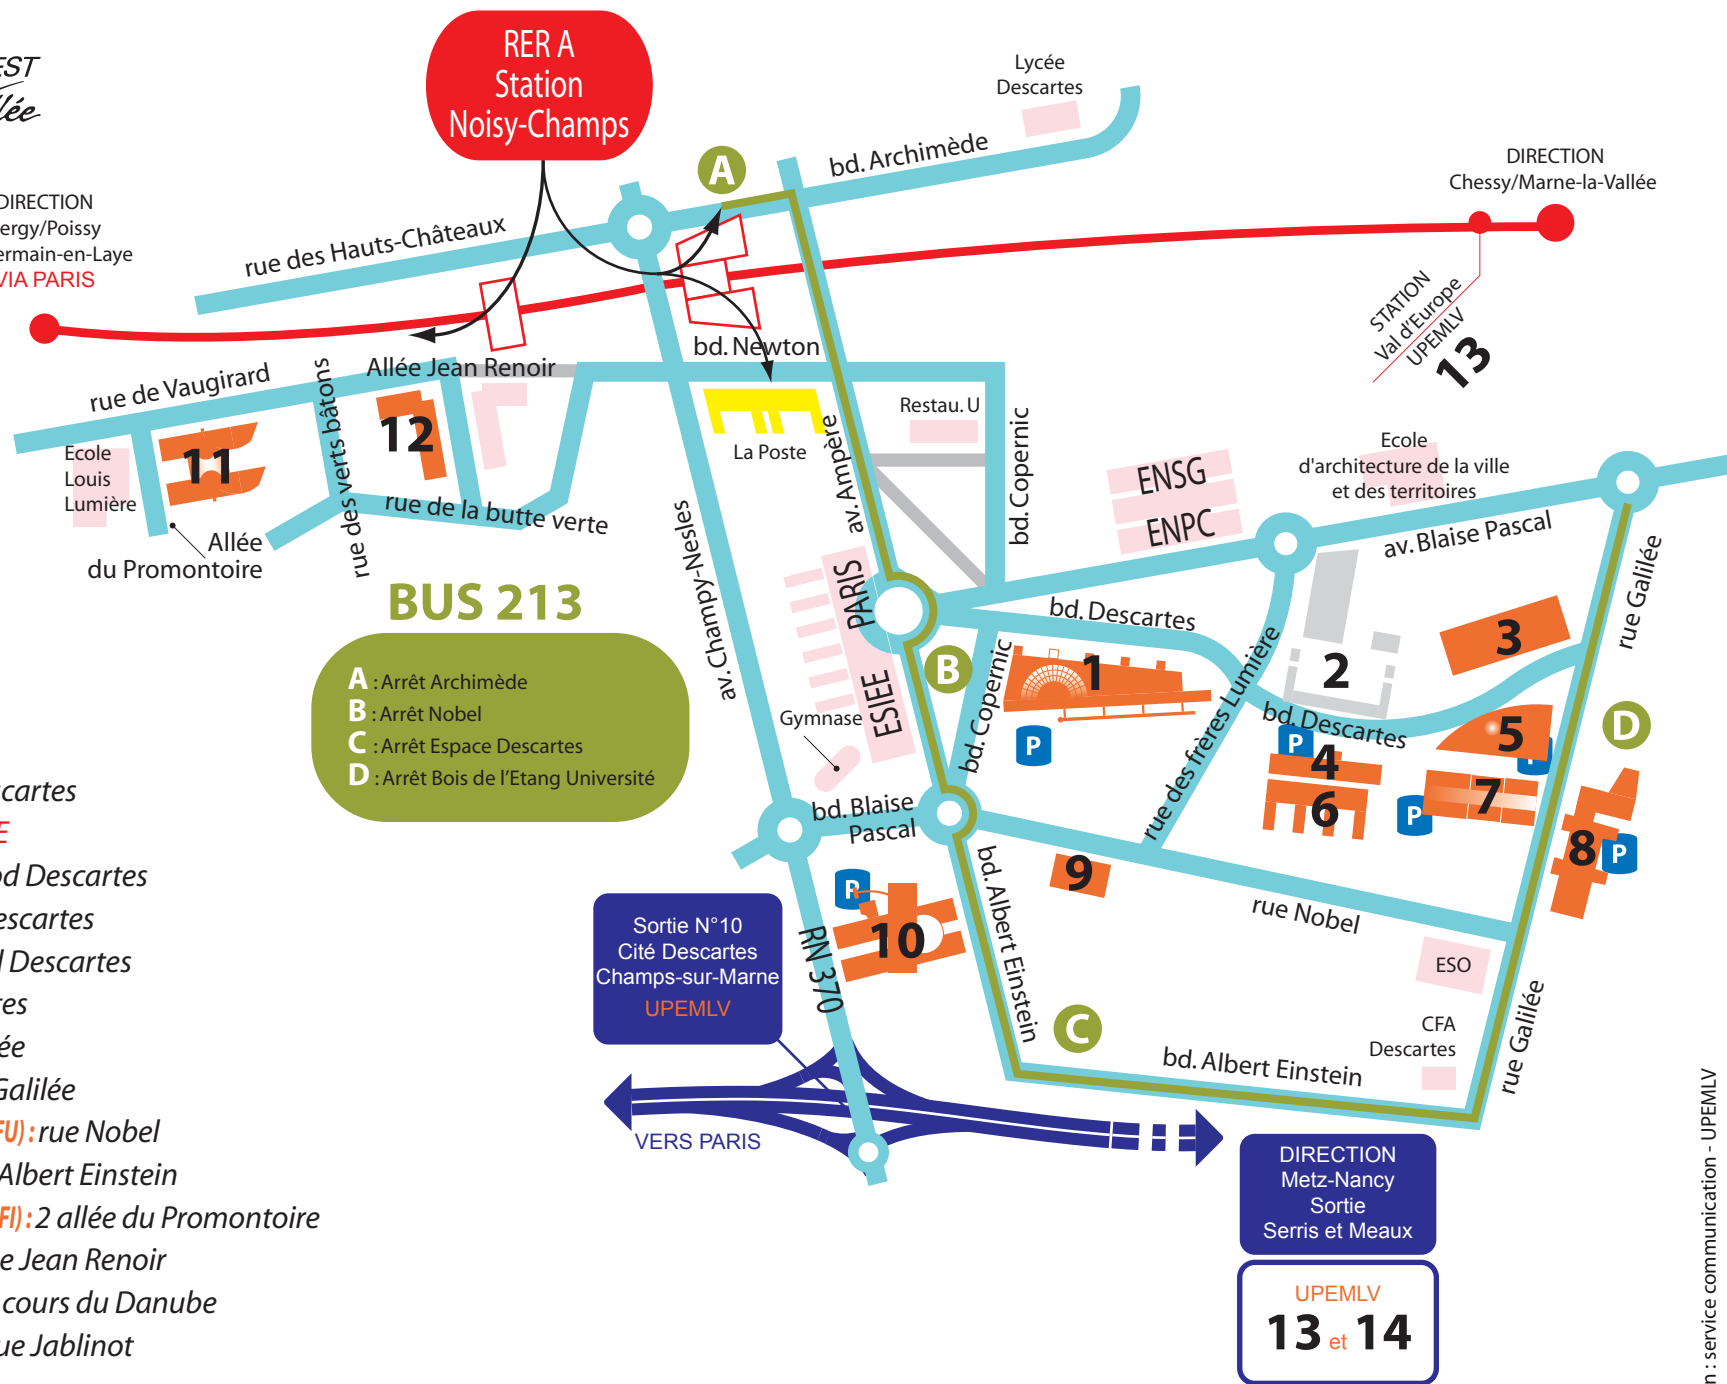 EST
lée
RER A
Station
Noisy-Champs
Lycée
Descartes
A
bd. Archimède
DIRECTION
Chessy/Marne-la-Vallée
DIRECTION
ergy/Poissy
ermain-en-Laye
VIA PARIS
rue des Hauts-Châteaux
STATION
Val d'Europe
UPEMLV
13
bd. Newton
Allée Jean Renoir
rue de Vaugirard
rue des verts bâtons
12
11
Ecole
Louis
Lumière
La Poste
Restau. U
av. Ampère
bd. Copernic
ENSG
ENPC
Ecole
d'architecture de la ville
et des territoires
av. Blaise Pascal
rue Galilée
rue de la butte verte
Allée
du Promontoire
av. Champy-Nesles
ESIEE PARIS
BUS 213
A : Arrêt Archimède
B : Arrêt Nobel
C : Arrêt Espace Descartes
D : Arrêt Bois de l'Etang Université
bd. Descartes
B
bd. Copernic
1
P
rue des frères Lumière
2
3
bd. Descartes
P
4
5
P
D
6
7
P
8
P
Gymnase
bd. Blaise
Pascal
9
rue Nobel
P
10
RN 370
bd. Albert Einstein
C
ESO
CFA
Descartes
bd. Albert Einstein
rue Galilée
Sortie N°10
Cité Descartes
Champs-sur-Marne
UPEMLV
VERS PARIS
DIRECTION
Metz-Nancy
Sortie
Serris et Meaux
UPEMLV
13 et 14
cartes
E
od Descartes
escartes
d Descartes
res
ée
Galilée
FU) : rue Nobel
Albert Einstein
FI) : 2 allée du Promontoire
e Jean Renoir
cours du Danube
ue Jablinot
n : service communication - UPEMLV